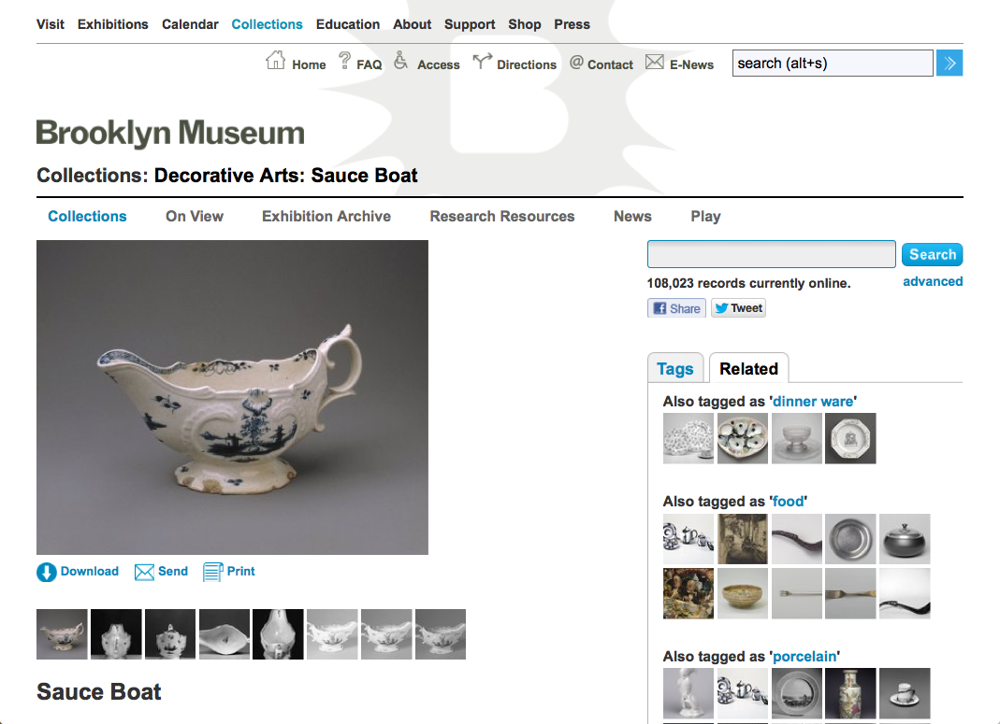 Visit Exhibitions Calendar Collections Education About Support Shop Press
Home FAQ Access Directions Contact E-News search (alt+s)
Brooklyn Museum
Collections: Decorative Arts: Sauce Boat
Collections On View Exhibition Archive Research Resources News Play
Search
108,023 records currently online. advanced
Share Tweet
Tags Related
Also tagged as 'dinner ware'
Also tagged as 'food'
Download Send Print
Also tagged as 'porcelain'
Sauce Boat